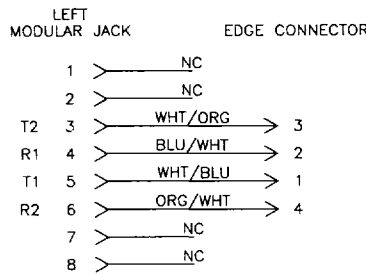 LEFT
MODULAR JACK EDGE CONNECTOR
1 NC
2 NC
T2 3 WHT/ORG 3
R1 4 BLU/WHT 2
T1 5 WHT/BLU 1
R2 6 ORG/WHT 4
7 NC
8 NC